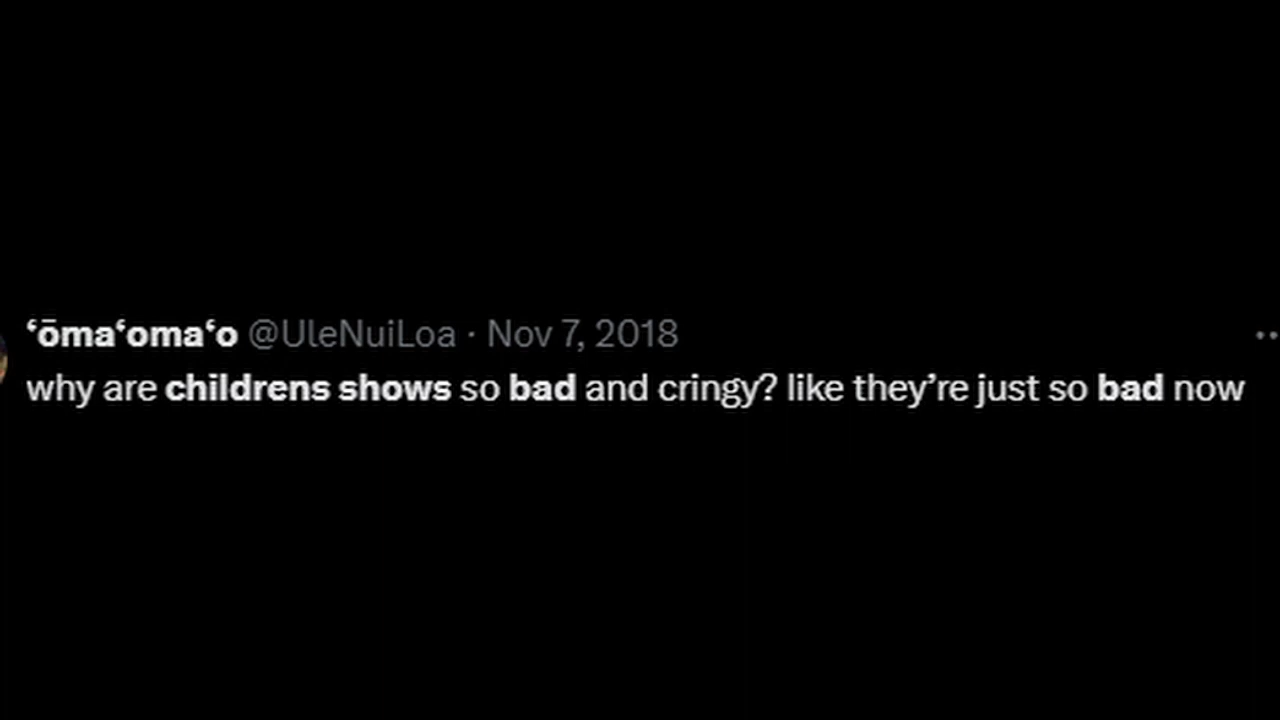 ʻōmaʻomaʻo @UleNuiLoa · Nov 7, 2018
why are childrens shows so bad and cringy? like they’re just so bad now